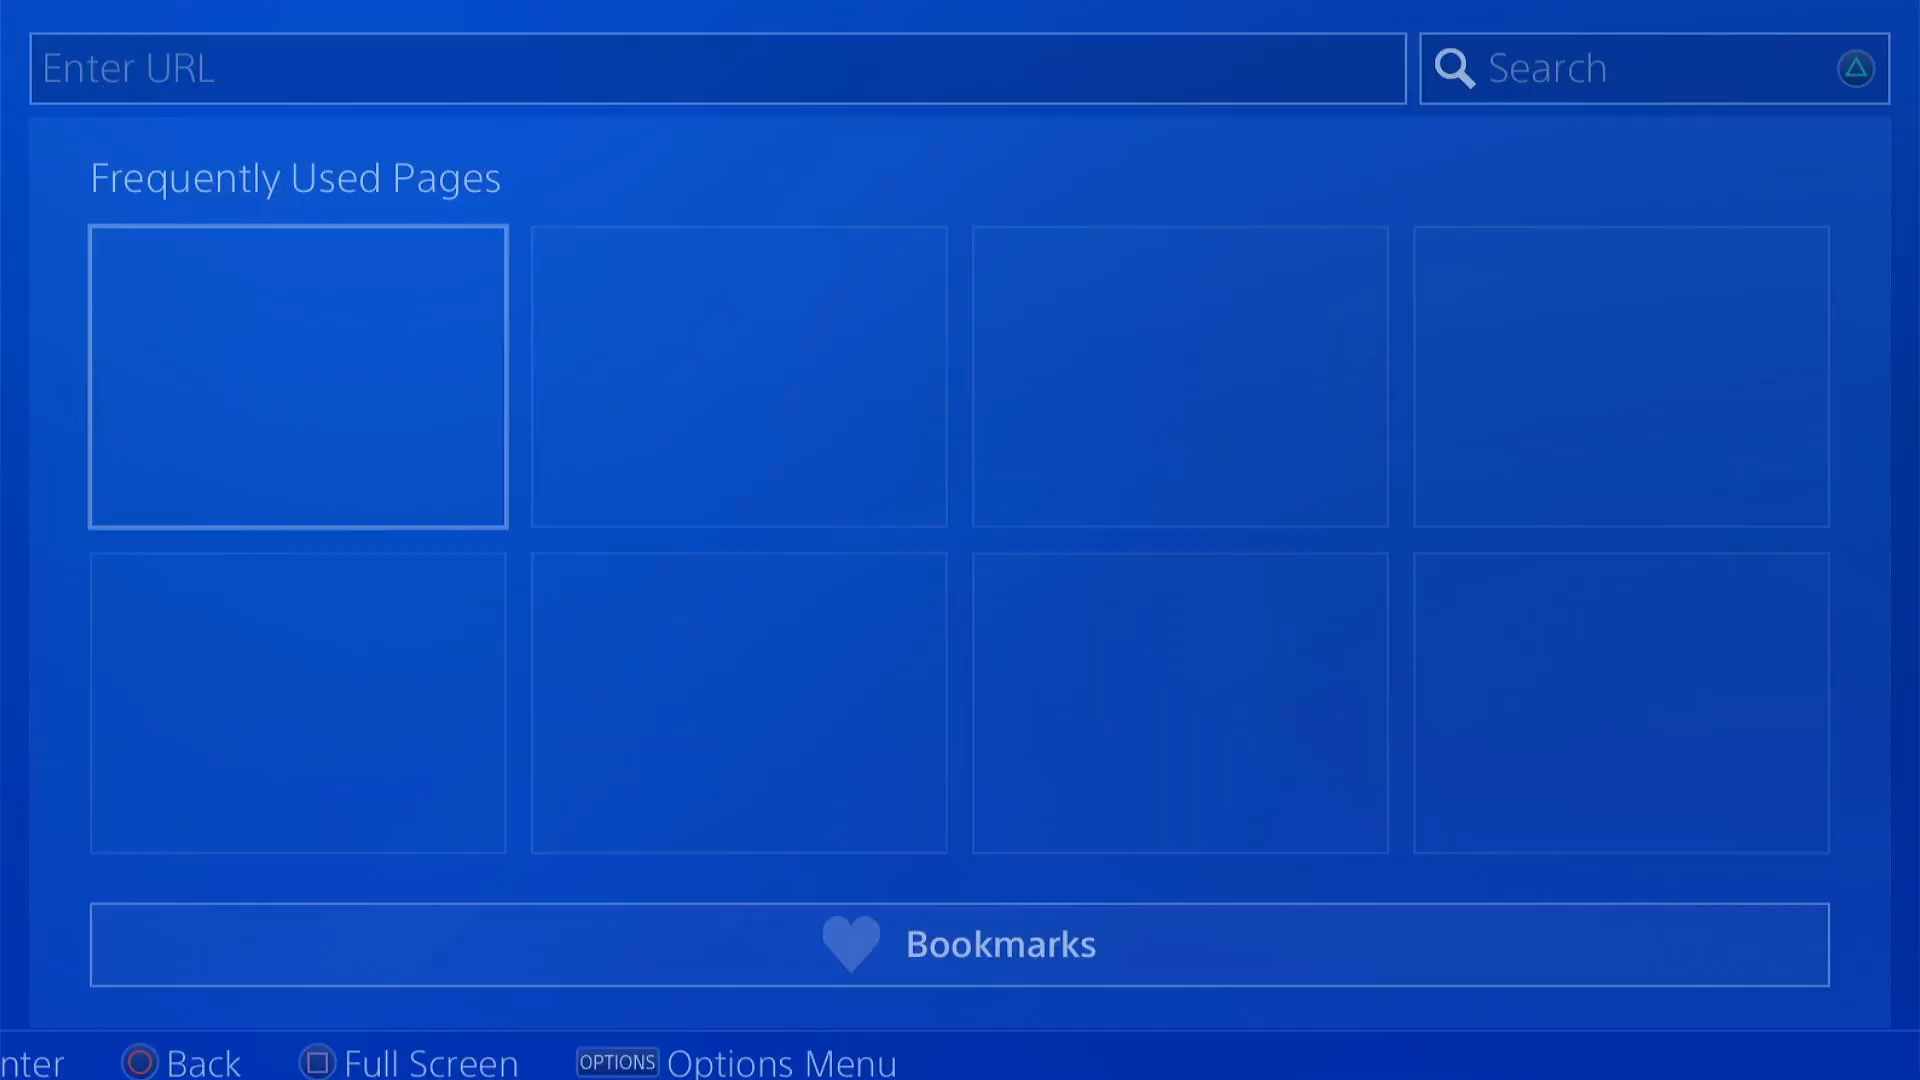 Enter URL
Search
Frequently Used Pages
Bookmarks
nter Back Full Screen OPTIONS Options Menu